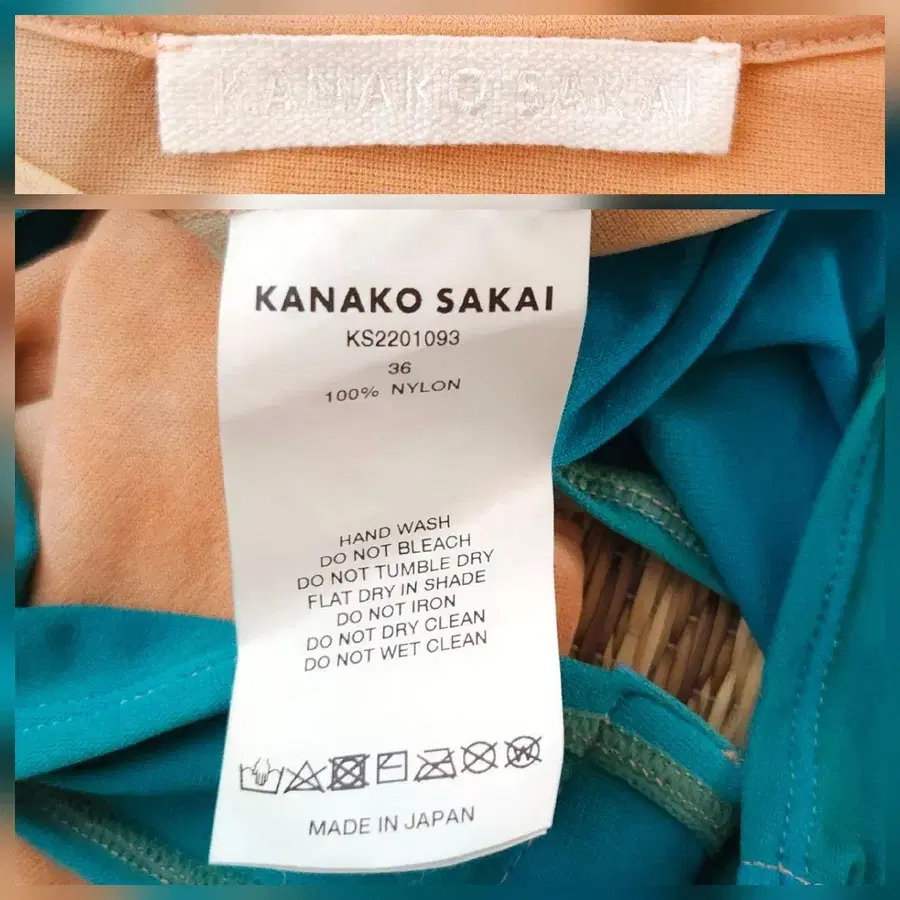 KANAKO SAKAI
KANAKO SAKAI
KS2201093
36
100% NYLON
HAND WASH
DO NOT BLEACH
DO NOT TUMBLE DRY
FLAT DRY IN SHADE
DO NOT IRON
DO NOT DRY CLEAN
DO NOT WET CLEAN
W
MADE IN JAPAN